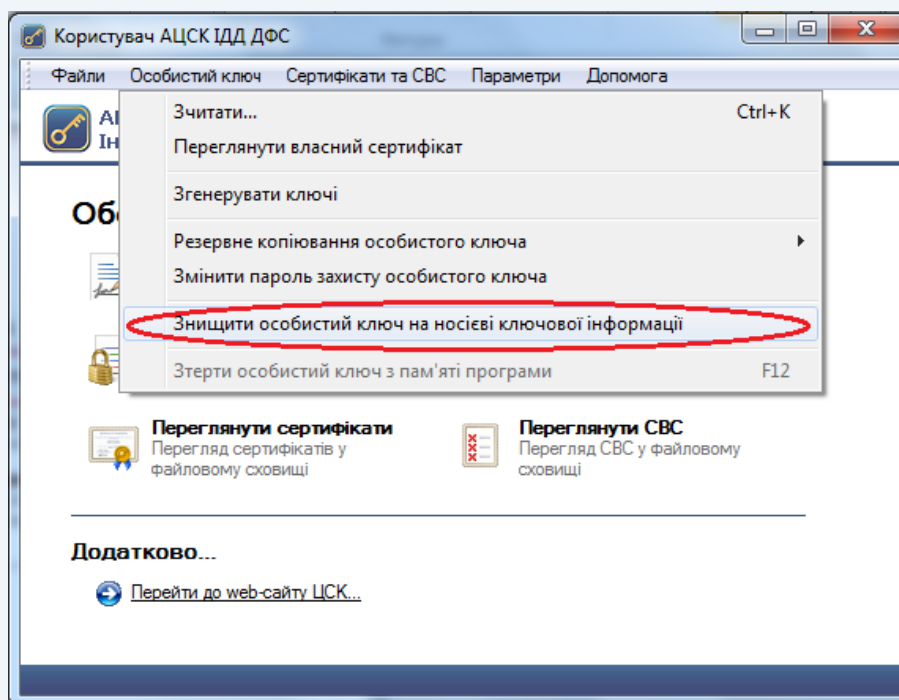 Користувач АЦСК ІДД ДФС
Файли Особистий ключ Сертифікати та СВС Параметри Допомога
Зчитати... Ctrl+K
Переглянути власний сертифікат
Згенерувати ключі
Резервне копіювання особистого ключа
Змінити пароль захисту особистого ключа
Знищити особистий ключ на носієві ключової інформації
Зтерти особистий ключ з пам'яті програми F12
Переглянути сертифікати
Перегляд сертифікатів у
файловому сховищі
Переглянути СВС
Перегляд СВС у файловому
сховищі
Додатково...
Перейти до web-сайту ЦСК...